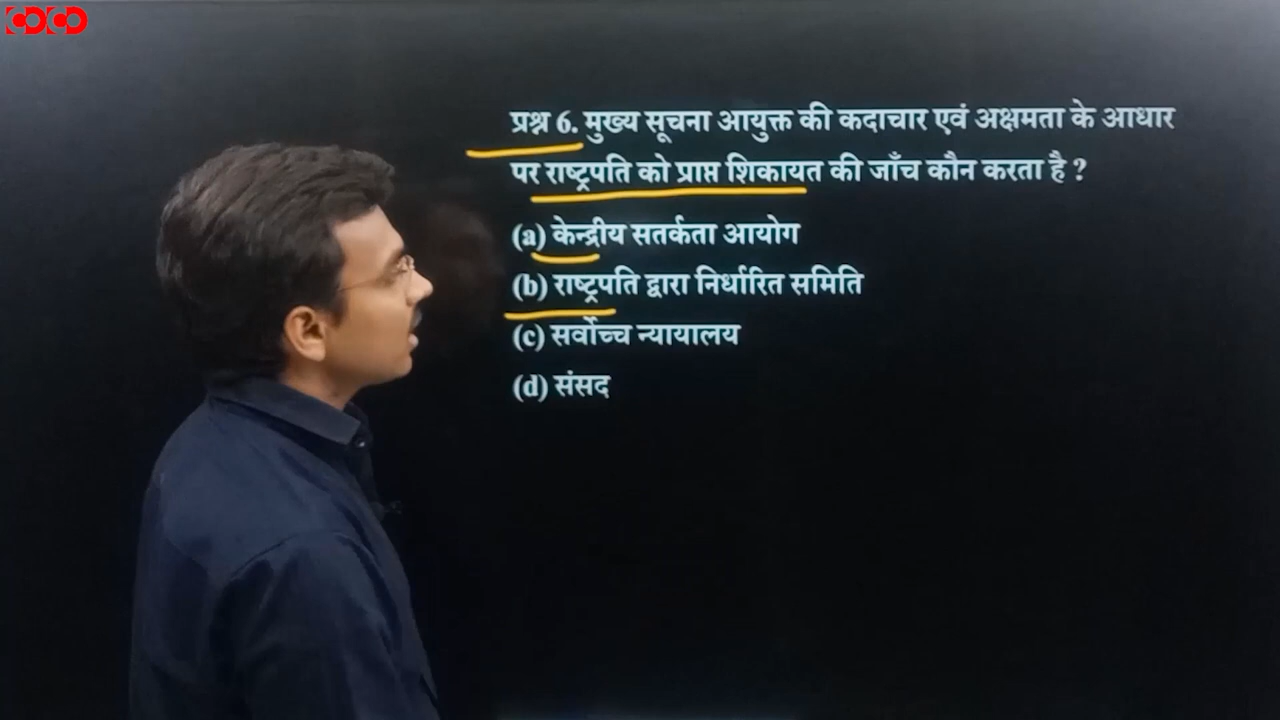 COCO
प्रश्न 6. मुख्य सूचना आयुक्त की कदाचार एवं अक्षमता के आधार
पर राष्ट्रपति को प्राप्त शिकायत की जाँच कौन करता है ?
(a) केन्द्रीय सतर्कता आयोग
(b) राष्ट्रपति द्वारा निर्धारित समिति
(c) सर्वोच्च न्यायालय
(d) संसद